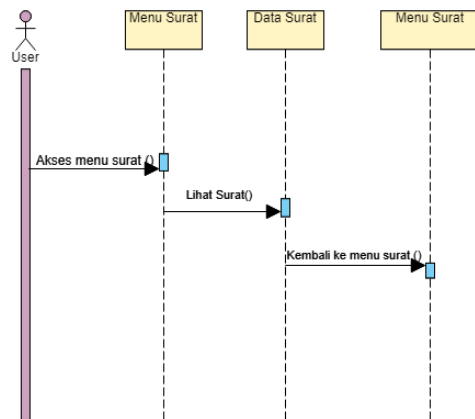 Menu Surat
Data Surat
Menu Surat
User
Akses menu surat ()
Lihat Surat()
Kembali ke menu surat ()